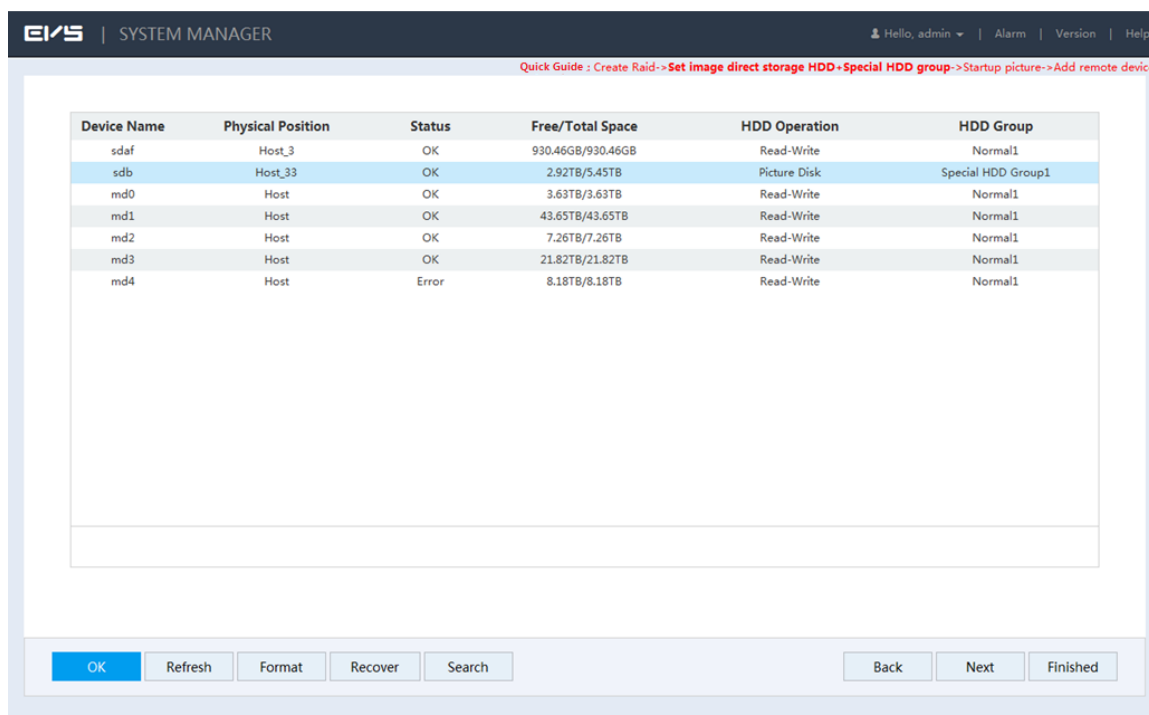 EVS | SYSTEM MANAGER Hello, admin | Alarm | Version | Help
Quick Guide : Create Raid->Set image direct storage HDD+Special HDD group->Startup picture->Add remote devic
Device Name Physical Position Status Free/Total Space HDD Operation HDD Group
sdaf Host_3 OK 930.46GB/930.46GB Read-Write Normal1
sdb Host_33 OK 2.92TB/5.45TB Picture Disk Special HDD Group1
md0 Host OK 3.63TB/3.63TB Read-Write Normal1
md1 Host OK 43.65TB/43.65TB Read-Write Normal1
md2 Host OK 7.26TB/7.26TB Read-Write Normal1
md3 Host OK 21.82TB/21.82TB Read-Write Normal1
md4 Host Error 8.18TB/8.18TB Read-Write Normal1
OK Refresh Format Recover Search Back Next Finished